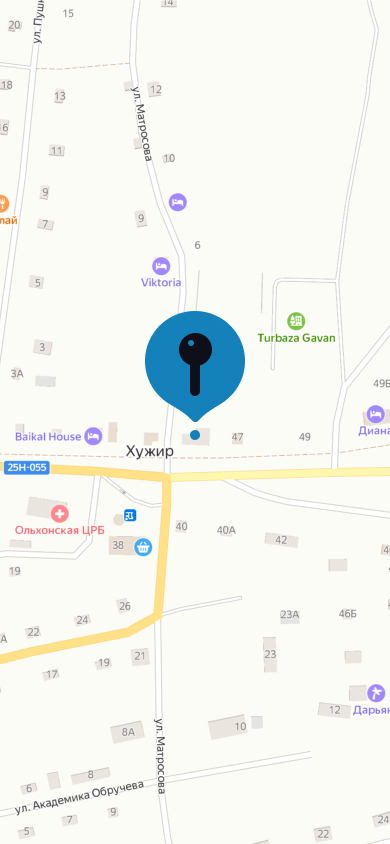 14
15
20
ул. Пушк
18
12
13
ул. Матросова
16
11
10
9
лай
9
7
6
Viktoria
5
Turbaza Gavan
3
3А
49Б
Диана
Baikal House
47
49
Хужир
25Н-055
Ольхонская ЦРБ
40
40А
42
38
19
26
24
22
А
23А
46Б
21
19
23
17
Дарьян
12
10
8А
ул. Матросова
8
6
ул. Академика Обручева
9
7
5
22
24